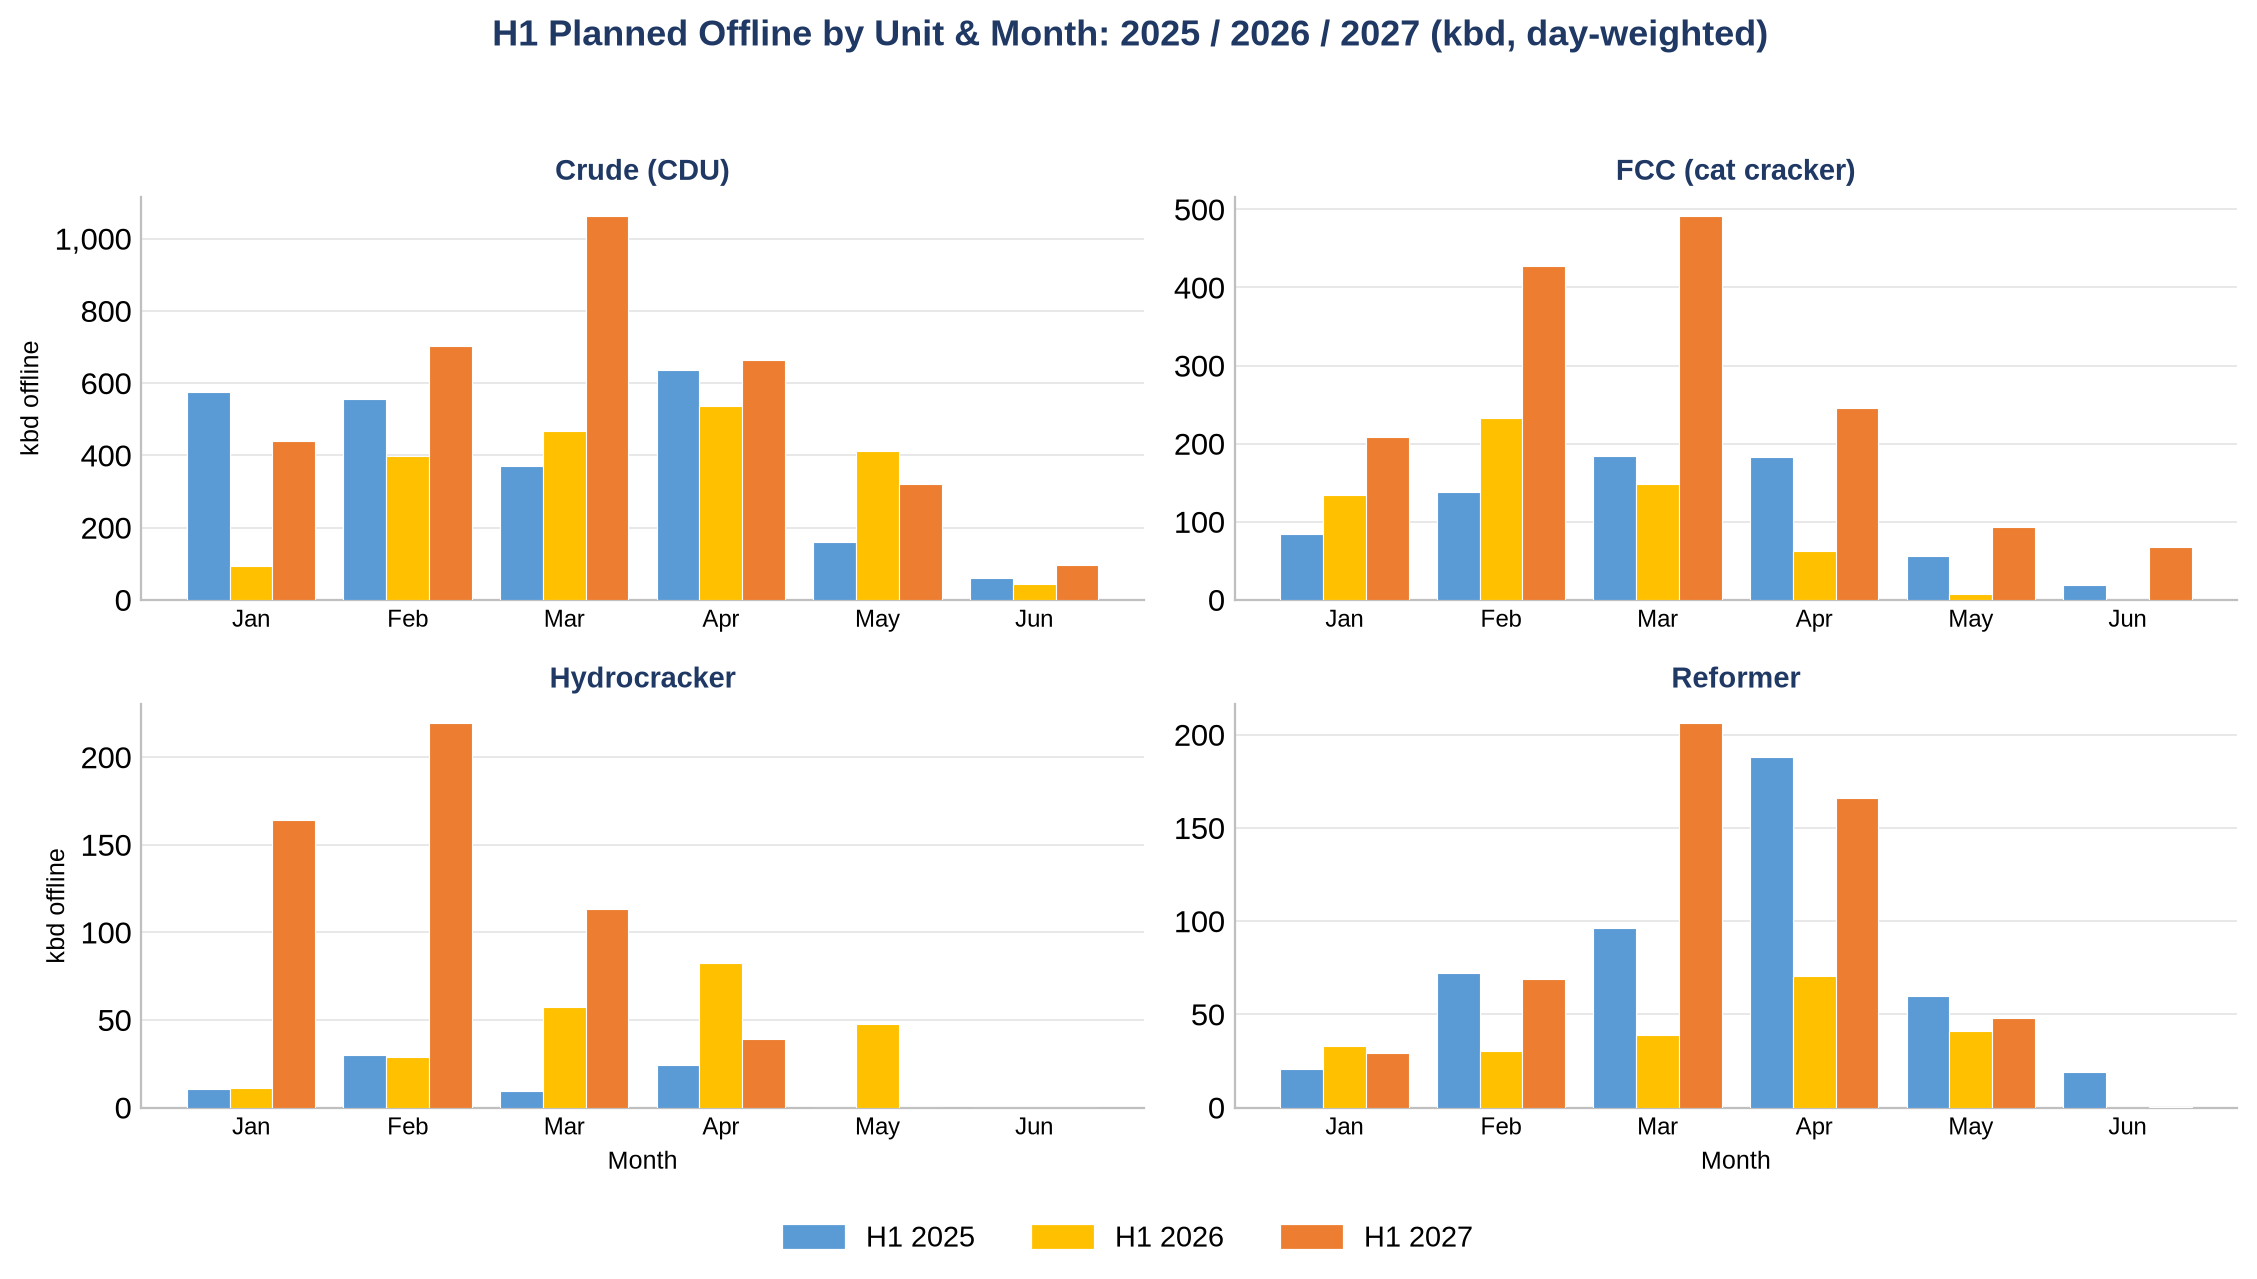 H1 Planned Offline by Unit & Month: 2025 / 2026 / 2027 (kbd, day-weighted)
Crude (CDU)
kbd offline
1,000
800
600
400
200
0
Jan Feb Mar Apr May Jun
FCC (cat cracker)
500
400
300
200
100
0
Jan Feb Mar Apr May Jun
Hydrocracker
kbd offline
200
150
100
50
0
Jan Feb Mar Apr May Jun
Month
Reformer
200
150
100
50
0
Jan Feb Mar Apr May Jun
Month
H1 2025 H1 2026 H1 2027